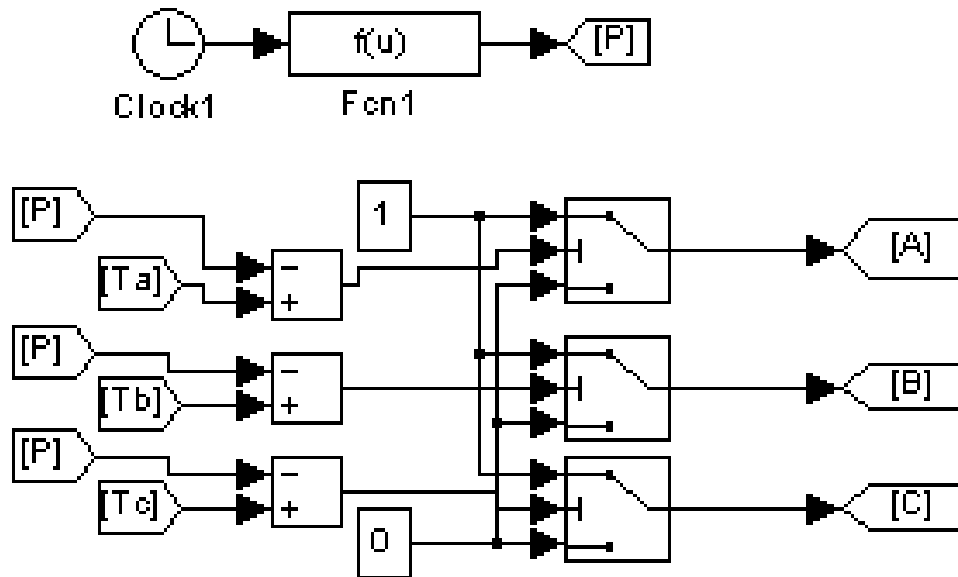 f(u)
[P]
Clock1
Fcn1
[P]
1
[Ta]
-
+
[A]
[P]
[Tb]
-
+
[B]
[P]
[Tc]
-
+
[C]
0